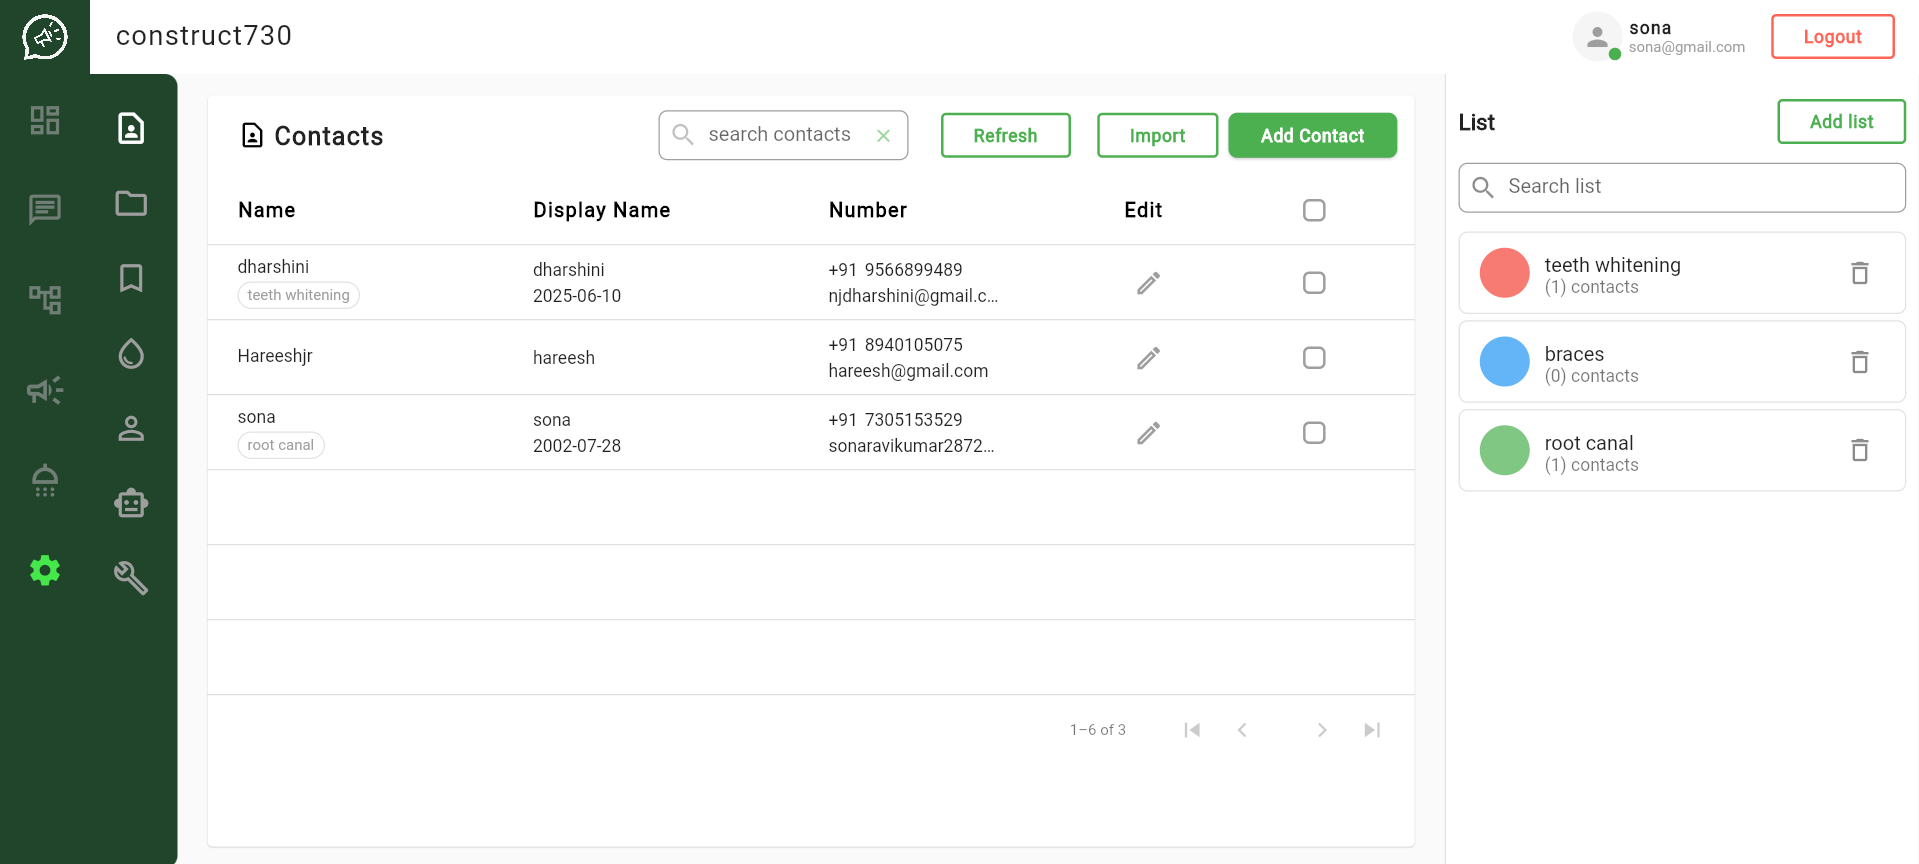 construct730
sona
sona@gmail.com
Logout
Contacts
search contacts
Refresh
Import
Add Contact
Name Display Name Number Edit
dharshini
teeth whitening
dharshini
2025-06-10
+91 9566899489
njdharshini@gmail.c...
Hareeshjr
hareesh
+91 8940105075
hareesh@gmail.com
sona
root canal
sona
2002-07-28
+91 7305153529
sonaravikumar2872...
1–6 of 3
List
Add list
Search list
teeth whitening
(1) contacts
braces
(0) contacts
root canal
(1) contacts